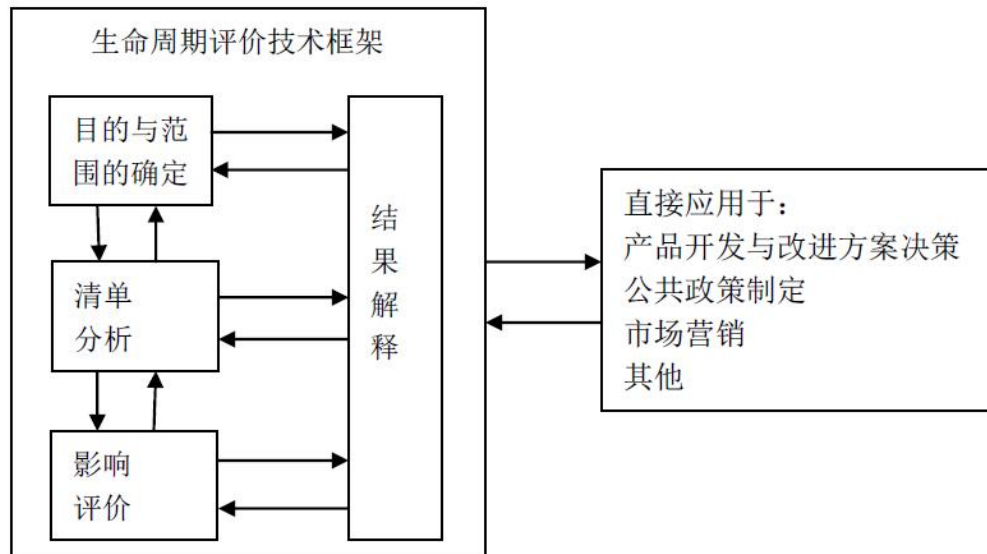 生命周期评价技术框架
目的与范
围的确定
清单
分析
影响
评价
结
果
解
释
直接应用于：
产品开发与改进方案决策
公共政策制定
市场营销
其他